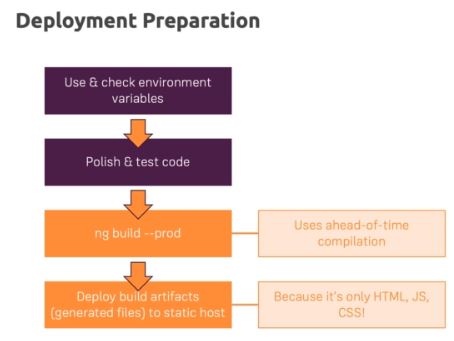 Deployment Preparation
Use & check environment
variables
Polish & test code
ng build --prod
Uses ahead-of-time
compilation
Deploy build artifacts
(generated files) to static host
Because it's only HTML, JS,
CSS!